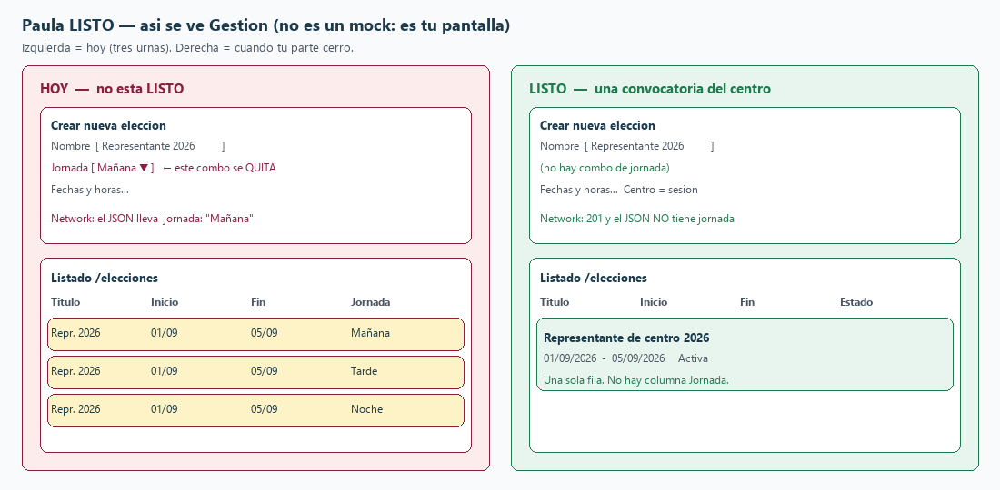 Paula LISTO — asi se ve Gestion (no es un mock: es tu pantalla)
Izquierda = hoy (tres urnas). Derecha = cuando tu parte cerro.
HOY — no esta LISTO
Crear nueva eleccion
Nombre [ Representante 2026 ]
Jornada [ Mañana ▼ ] ← este combo se QUITA
Fechas y horas...
Network: el JSON lleva jornada: "Mañana"
Listado /elecciones
Titulo Inicio Fin Jornada
Repr. 2026 01/09 05/09 Mañana
Repr. 2026 01/09 05/09 Tarde
Repr. 2026 01/09 05/09 Noche
LISTO — una convocatoria del centro
Crear nueva eleccion
Nombre [ Representante 2026 ]
(no hay combo de jornada)
Fechas y horas... Centro = sesion
Network: 201 y el JSON NO tiene jornada
Listado /elecciones
Titulo Inicio Fin Estado
Representante de centro 2026
01/09/2026 - 05/09/2026 Activa
Una sola fila. No hay columna Jornada.